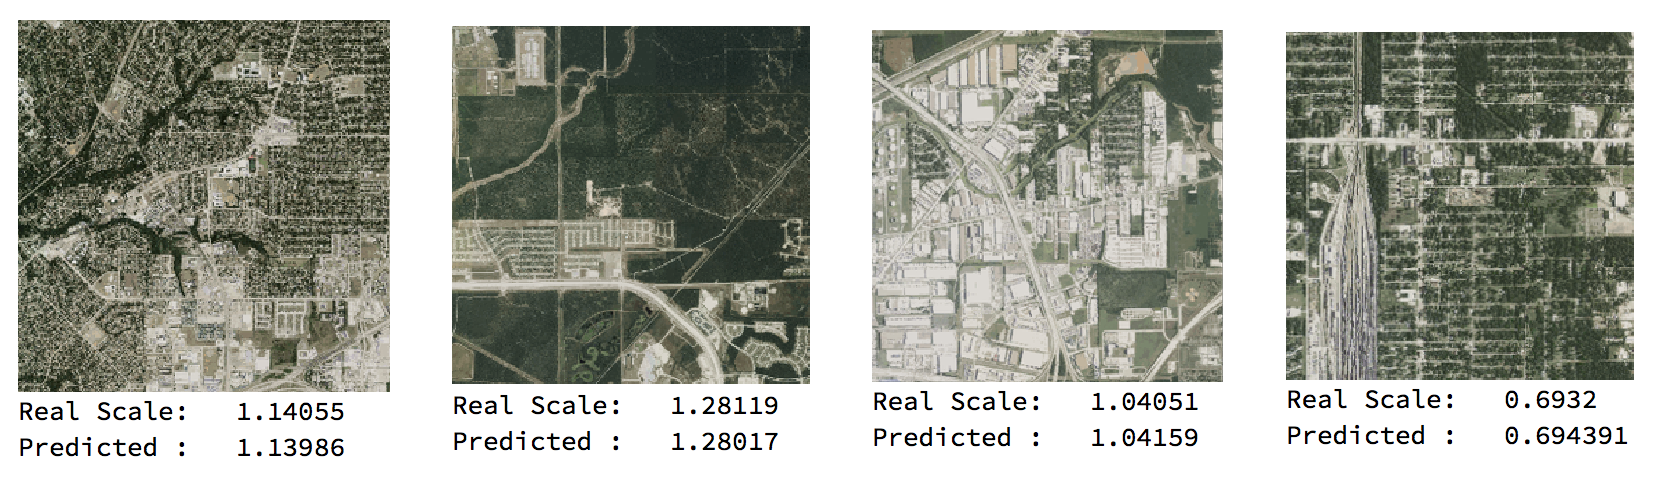 Real Scale: 1.14055
Predicted : 1.13986
Real Scale: 1.28119
Predicted : 1.28017
Real Scale: 1.04051
Predicted : 1.04159
Real Scale: 0.6932
Predicted : 0.694391